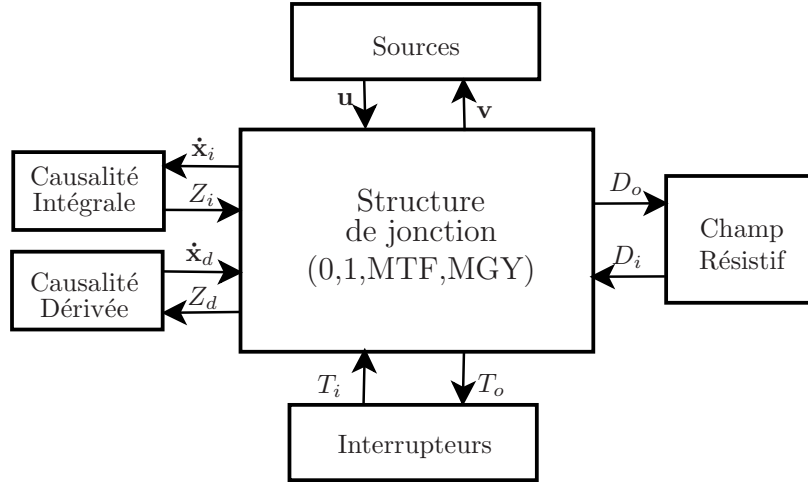 Sources
u
v
ẋ_i
Causalité
Intégrale
Z_i
Structure
de jonction
(0,1,MTF,MGY)
D_o
Champ
Résistif
D_i
ẋ_d
Causalité
Dérivée
Z_d
T_i
T_o
Interrupteurs